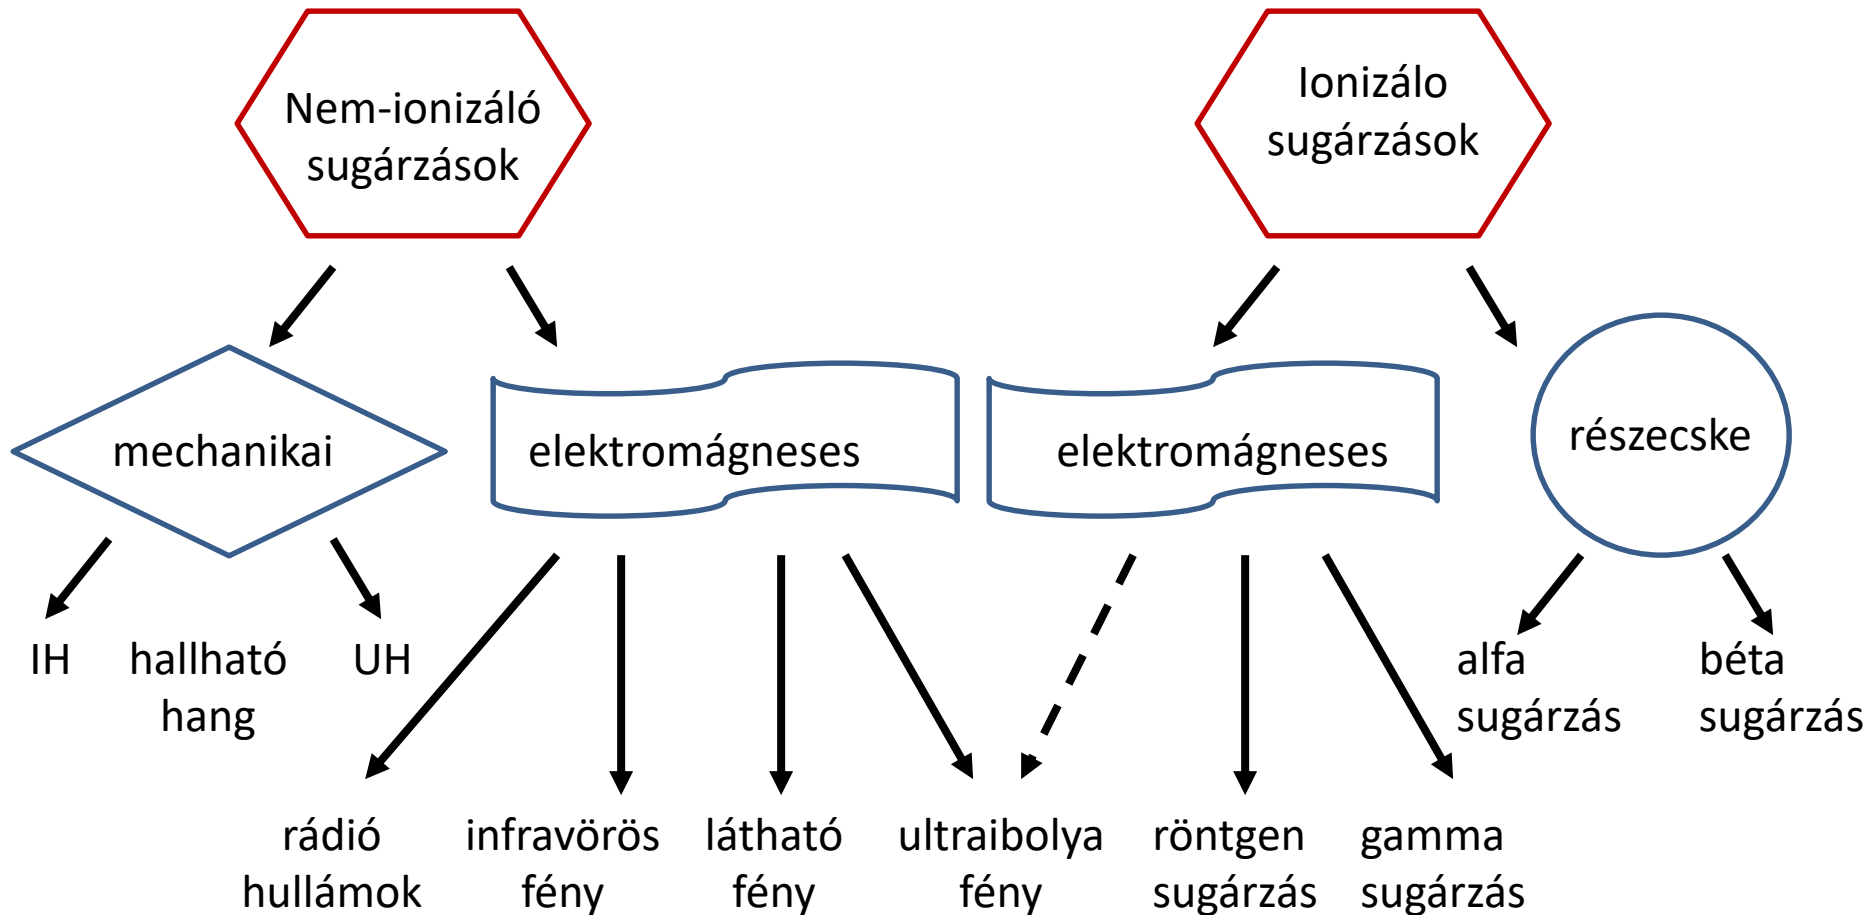 Nem-ionizáló
sugárzások
Ionizálo
sugárzások
mechanikai
elektromágneses
elektromágneses
részecske
IH
hallható
hang
UH
alfa
sugárzás
béta
sugárzás
rádió
hullámok
infravörös
fény
látható
fény
ultraibolya
fény
röntgen
sugárzás
gamma
sugárzás